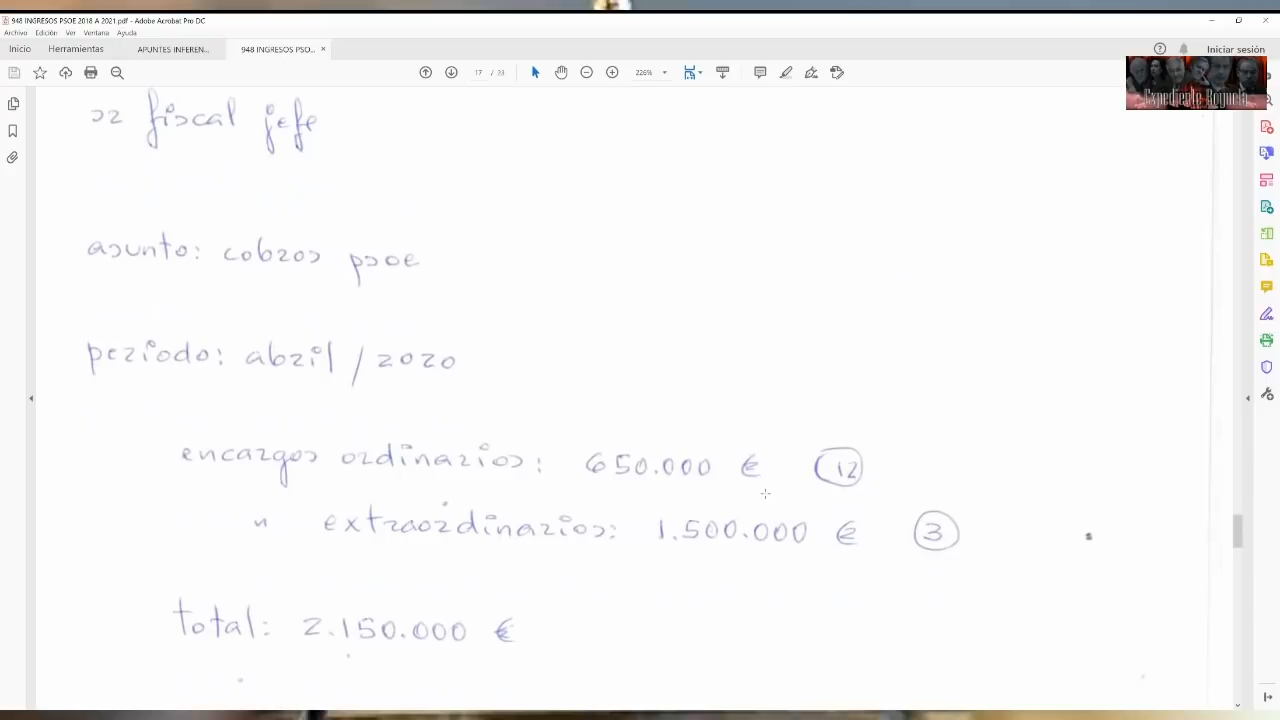 948 INGRESOS PSOE 2018 A 2021.pdf - Adobe Acrobat Pro DC
Archivo Edición Ver Ventana Ayuda
Inicio Herramientas APUNTES INFEREN... 948 INGRESOS PSO... × Iniciar sesión
17 / 23 226%
Expediente Royuela
sr fiscal jefe
asunto: cobros psoe
periodo: abril / 2020
encargos ordinarios: 650.000 € 12
" extraordinarios: 1.500.000 € 3
total: 2.150.000 €